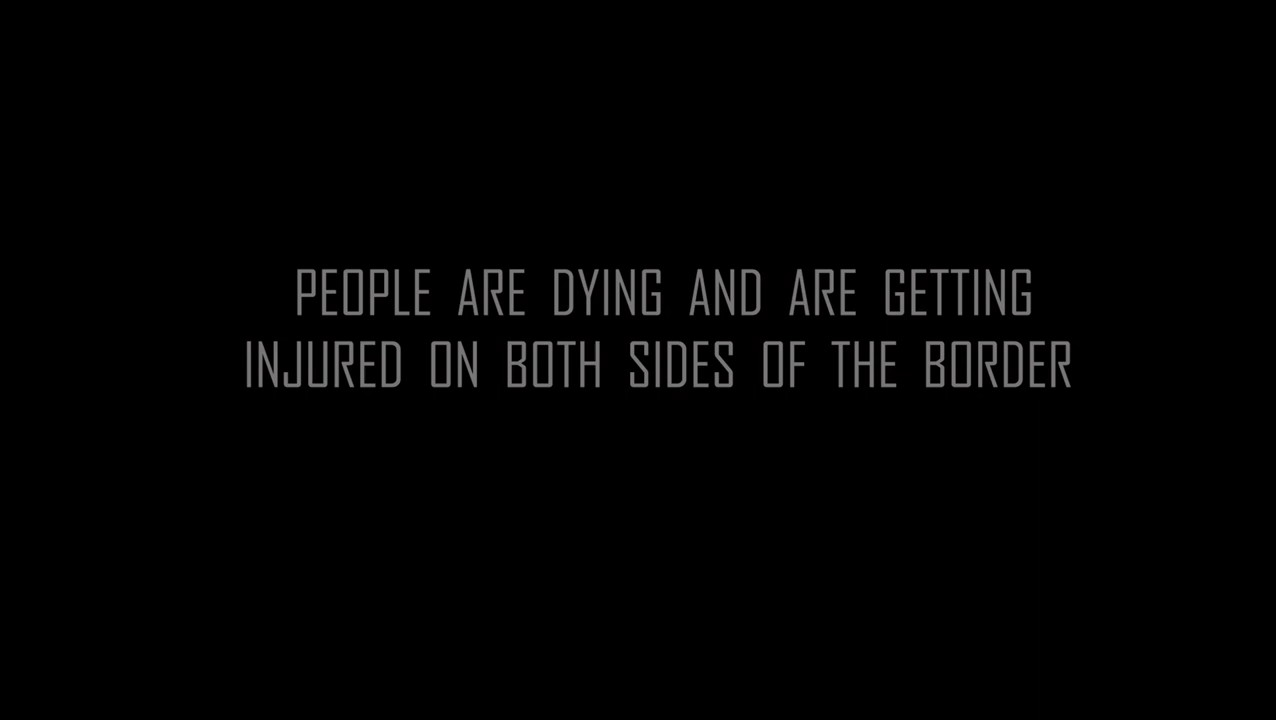 PEOPLE ARE DYING AND ARE GETTING
INJURED ON BOTH SIDES OF THE BORDER